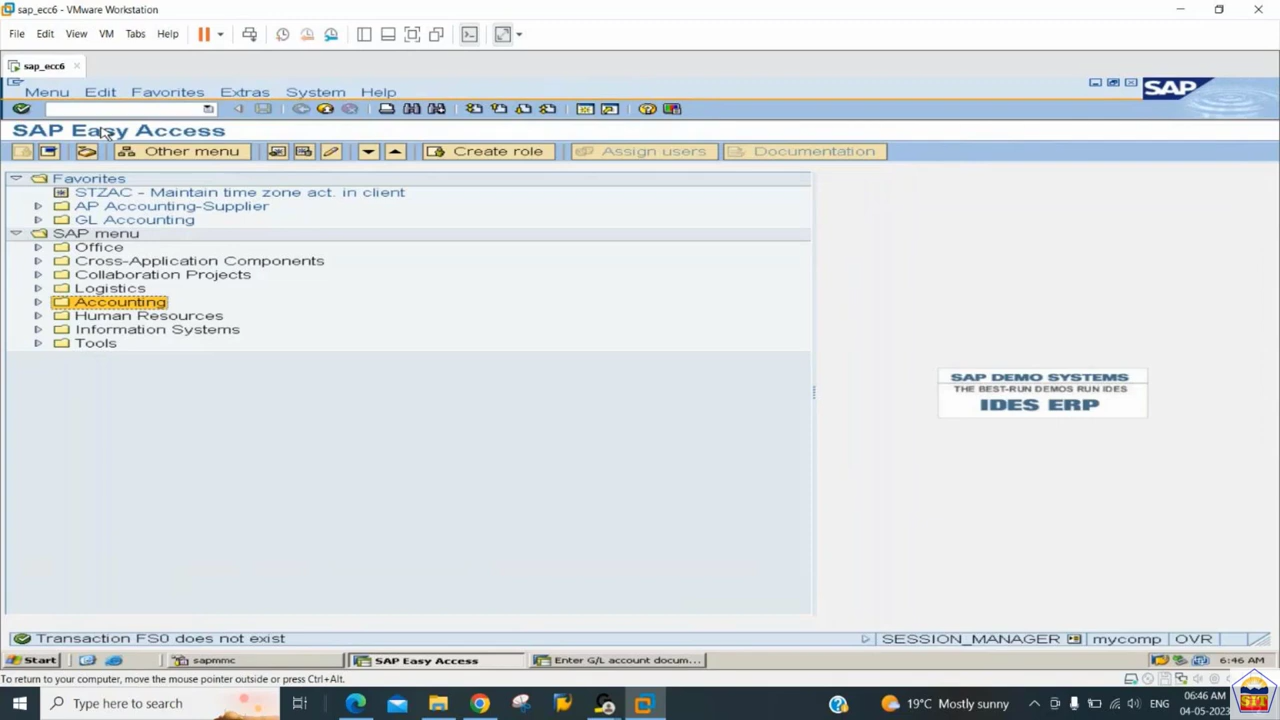 sap_ecc6 - VMware Workstation
File Edit View VM Tabs Help
sap_ecc6
Menu Edit Favorites Extras System Help
SAP
SAP Easy Access
Other menu Create role Assign users Documentation
Favorites
STZAC - Maintain time zone act. in client
AP Accounting-Supplier
GL Accounting
SAP menu
Office
Cross-Application Components
Collaboration Projects
Logistics
Accounting
Human Resources
Information Systems
Tools
SAP DEMO SYSTEMS
THE BEST-RUN DEMOS RUN IDES
IDES ERP
Transaction FS0 does not exist
SESSION_MANAGER mycomp OVR
Start sapmmc SAP Easy Access Enter G/L account docum... 6:46 AM
To return to your computer, move the mouse pointer outside or press Ctrl+Alt.
Type here to search 19°C Mostly sunny ENG 06:46 AM
04-05-2023